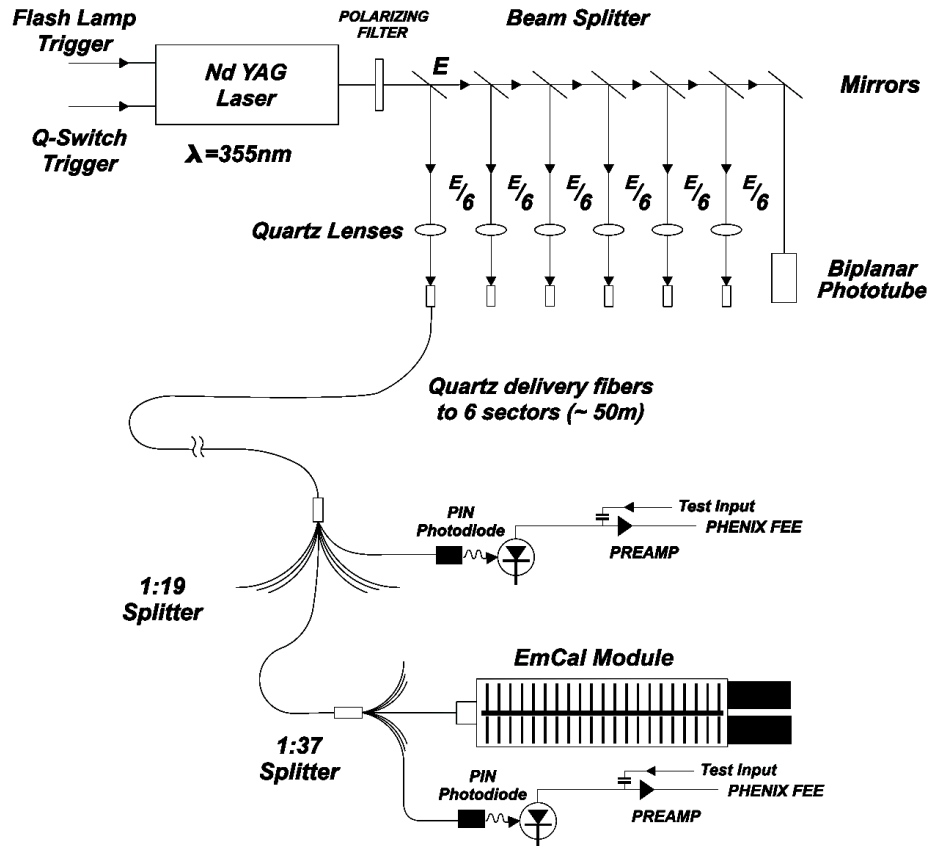 Flash Lamp
Trigger
Q-Switch
Trigger
Nd YAG
Laser
λ=355nm
POLARIZING
FILTER
Beam Splitter
E
Mirrors
E/6
E/6
E/6
E/6
E/6
E/6
Quartz Lenses
Biplanar
Phototube
Quartz delivery fibers
to 6 sectors (~ 50m)
1:19
Splitter
PIN
Photodiode
Test Input
PHENIX FEE
PREAMP
EmCal Module
1:37
Splitter
PIN
Photodiode
Test Input
PHENIX FEE
PREAMP